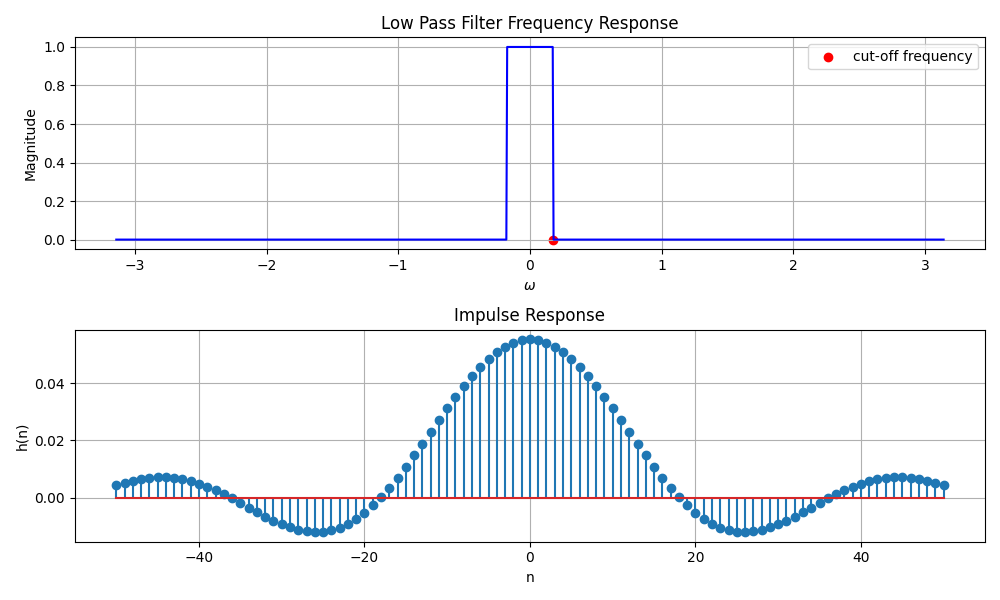 Low Pass Filter Frequency Response
1.0
0.8
0.6
0.4
0.2
0.0
Magnitude
cut-off frequency
−3 −2 −1 0 1 2 3
ω
Impulse Response
0.04
0.02
0.00
h(n)
−40 −20 0 20 40
n